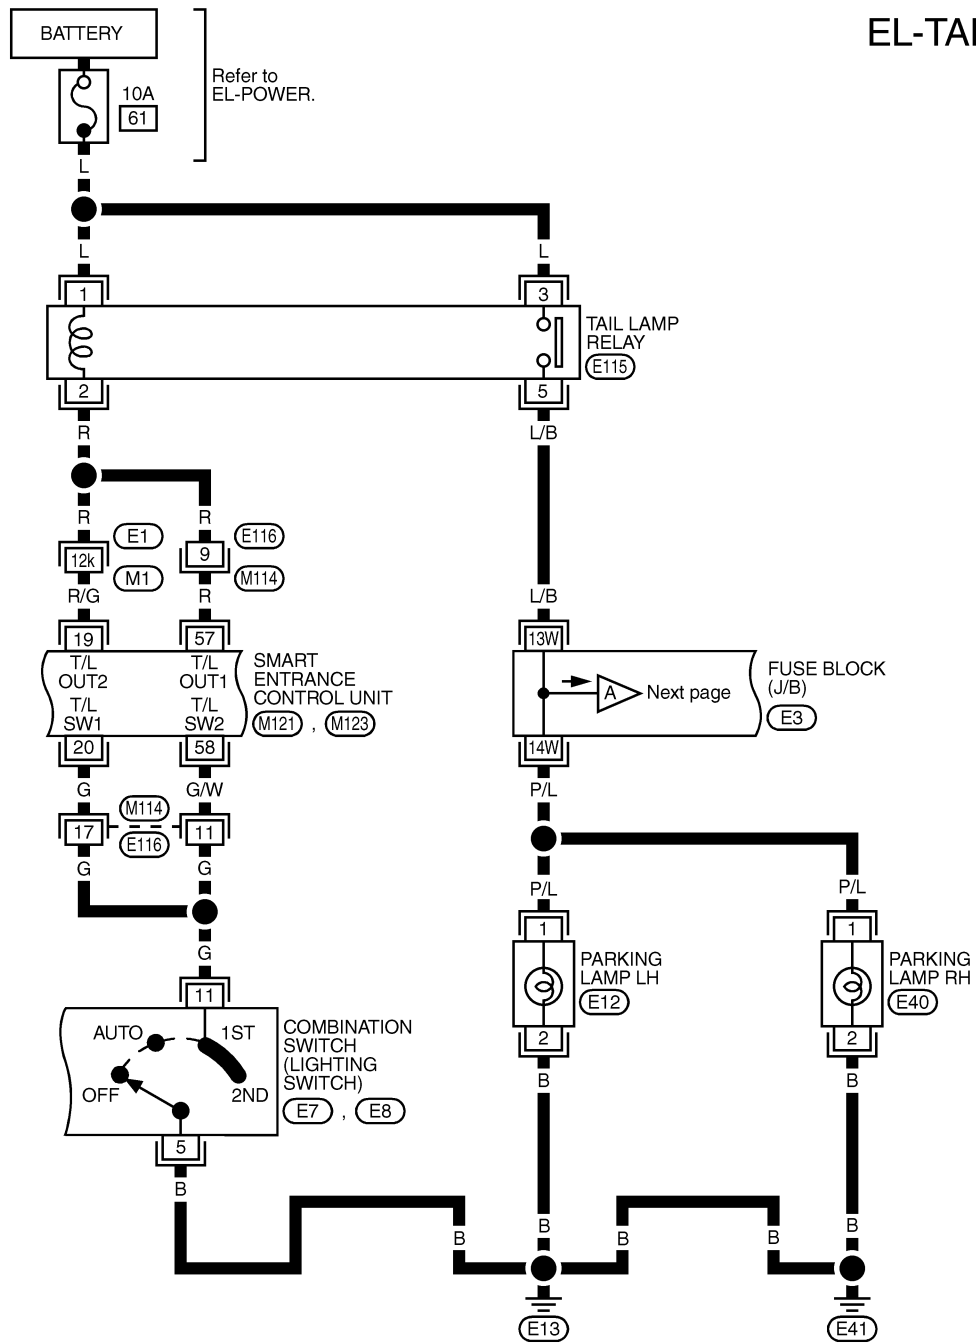 BATTERY
EL-TAI
Refer to
EL-POWER.
10A
61
L
L
L
1
3
TAIL LAMP
RELAY
E115
2
5
R
L/B
R
R
E1
E116
12k
9
M1
M114
R/G
R
L/B
19
57
13W
T/L
OUT2
T/L
OUT1
T/L
SW1
T/L
SW2
SMART
ENTRANCE
CONTROL UNIT
M121 , M123
A
Next page
FUSE BLOCK
(J/B)
E3
20
58
14W
G
G/W
P/L
M114
17
11
E116
G
G
P/L
P/L
G
1
1
11
PARKING
LAMP LH
E12
PARKING
LAMP RH
E40
AUTO
1ST
OFF
2ND
COMBINATION
SWITCH
(LIGHTING
SWITCH)
E7 , E8
2
2
B
B
5
B
B
B
B
B
B
E13
E41